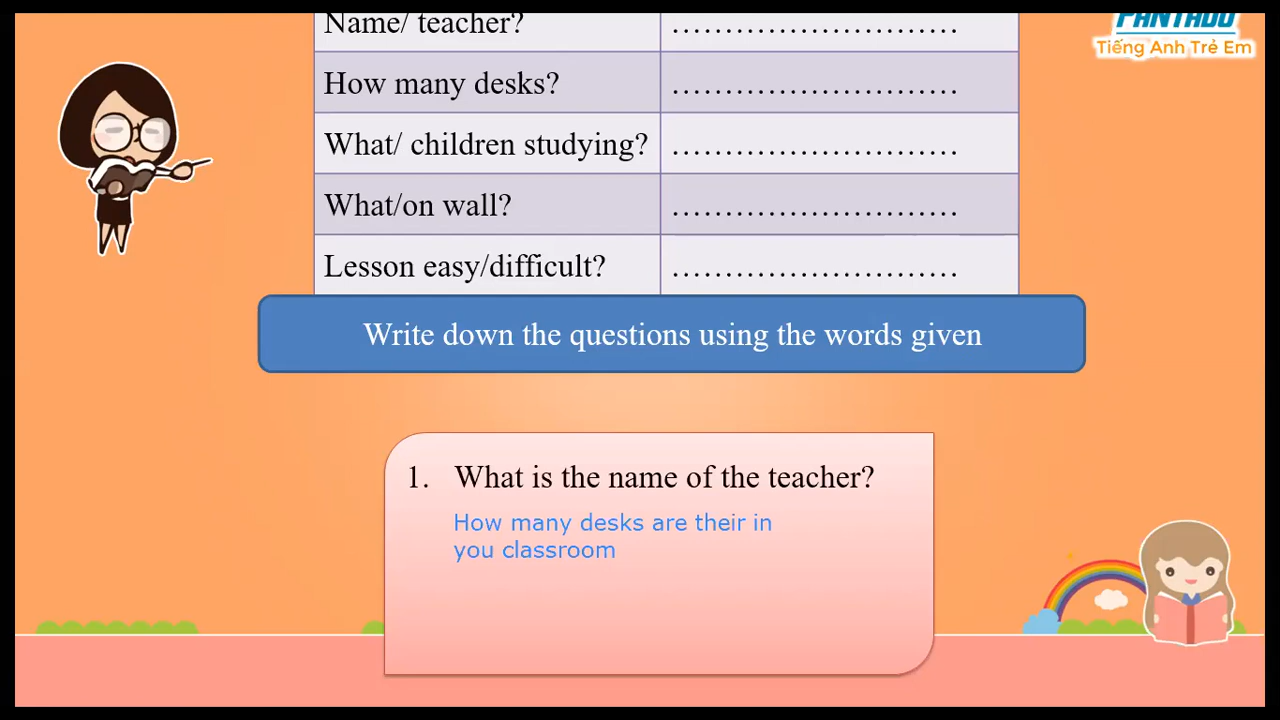 Name/ teacher? ...........................
PANTADO
Tiếng Anh Trẻ Em
How many desks? ...........................
What/ children studying? ...........................
What/on wall? ...........................
Lesson easy/difficult? ...........................
Write down the questions using the words given
1. What is the name of the teacher?
How many desks are their in
you classroom